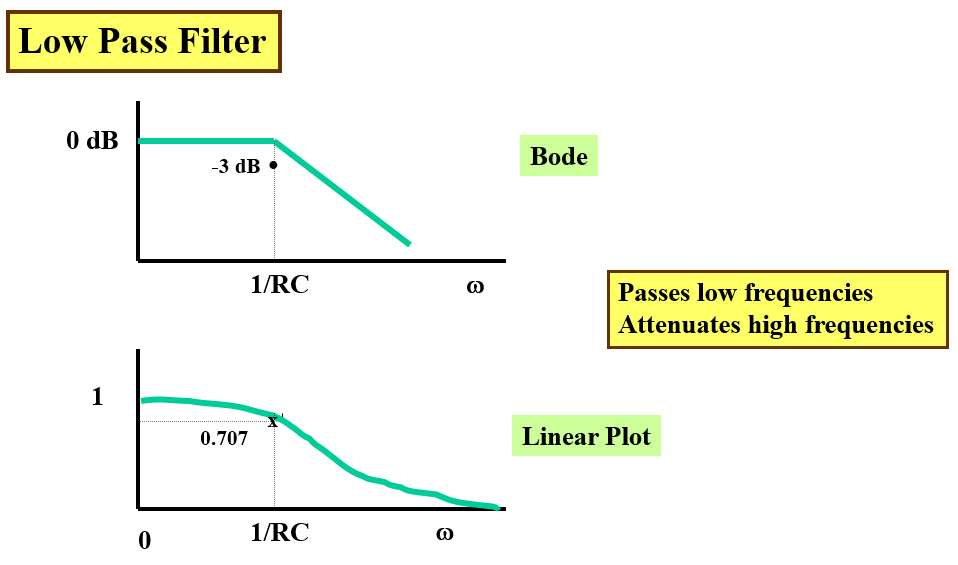 Low Pass Filter
0 dB
-3 dB
Bode
1/RC
ω
Passes low frequencies
Attenuates high frequencies
1
x
0.707
Linear Plot
0
1/RC
ω